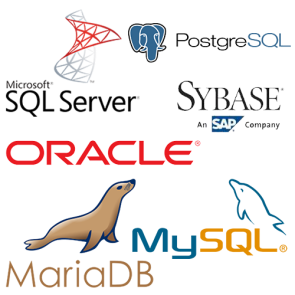 PostgreSQL
Microsoft®
SQL Server®
SYBASE®
An SAP Company
ORACLE®
MySQL®
MariaDB